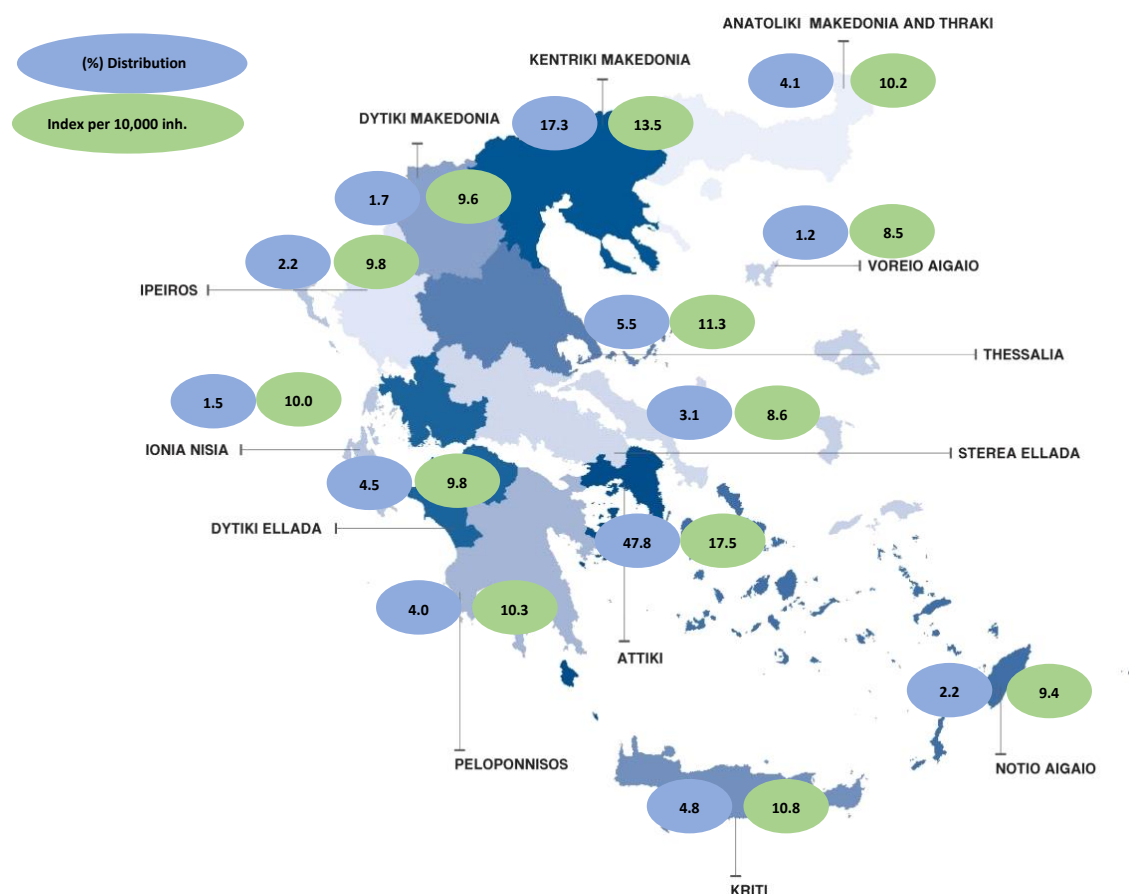 ANATOLIKI MAKEDONIA AND THRAKI
(%) Distribution
KENTRIKI MAKEDONIA
4.1
10.2
Index per 10,000 inh.
DYTIKI MAKEDONIA
17.3
13.5
1.7
9.6
1.2
8.5
2.2
9.8
VOREIO AIGAIO
IPEIROS
5.5
11.3
THESSALIA
1.5
10.0
3.1
8.6
IONIA NISIA
STEREA ELLADA
4.5
9.8
DYTIKI ELLADA
47.8
17.5
4.0
10.3
ATTIKI
2.2
9.4
PELOPONNISOS
NOTIO AIGAIO
4.8
10.8
KRITI